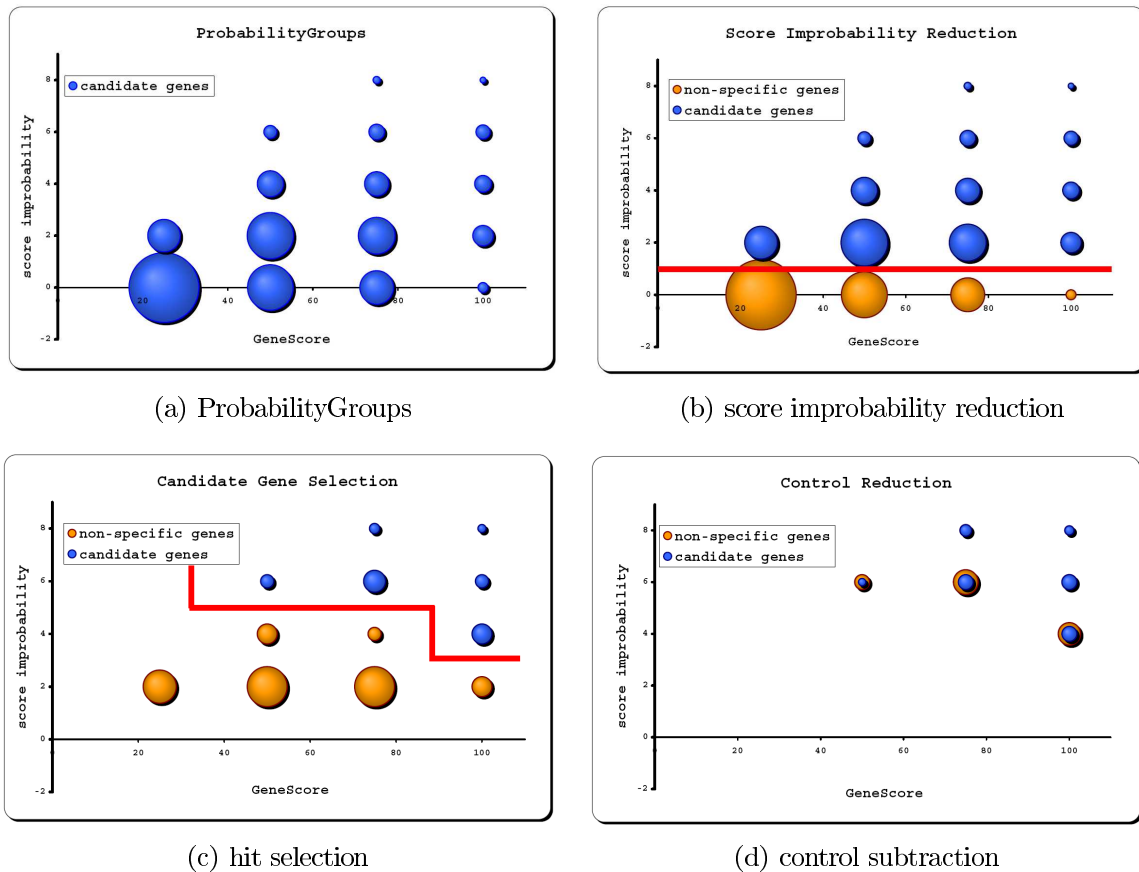 ProbabilityGroups
candidate genes
score improbability
8
6
4
2
0
-2
0
20
40
60
80
100
GeneScore
(a) ProbabilityGroups
Score Improbability Reduction
non-specific genes
candidate genes
score improbability
8
6
4
2
0
-2
0
20
40
60
80
100
GeneScore
(b) score improbability reduction
Candidate Gene Selection
non-specific genes
candidate genes
score improbability
8
6
4
2
0
-2
0
20
40
60
80
100
GeneScore
(c) hit selection
Control Reduction
non-specific genes
candidate genes
score improbability
8
6
4
2
0
-2
0
20
40
60
80
100
GeneScore
(d) control subtraction